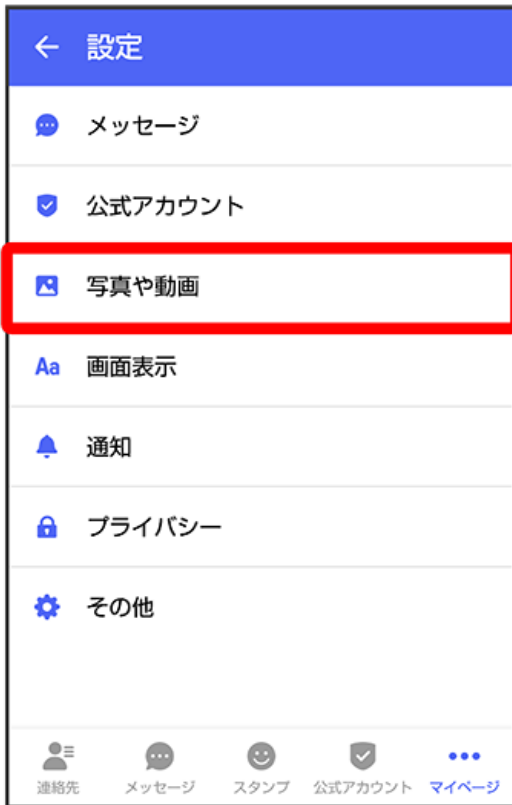 設定
メッセージ
公式アカウント
写真や動画
Aa 画面表示
通知
プライバシー
その他
連絡先 メッセージ スタンプ 公式アカウント マイページ